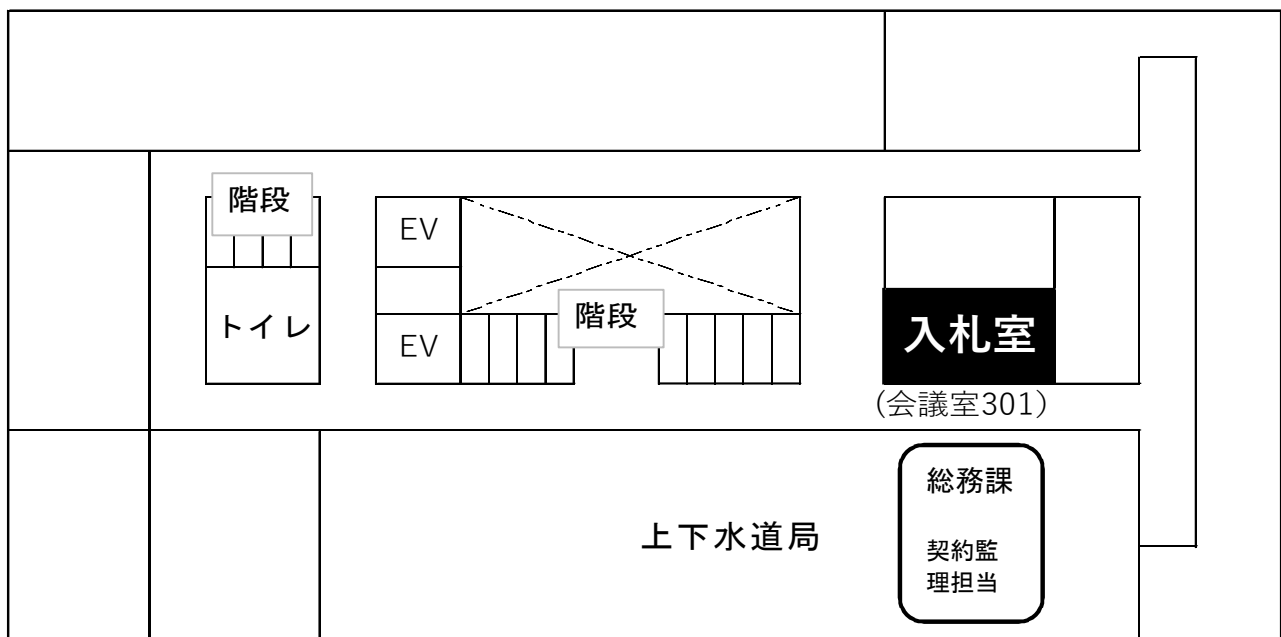 階段
EV
トイレ
階段
EV
入札室
(会議室301)
総務課
上下水道局
契約監
理担当